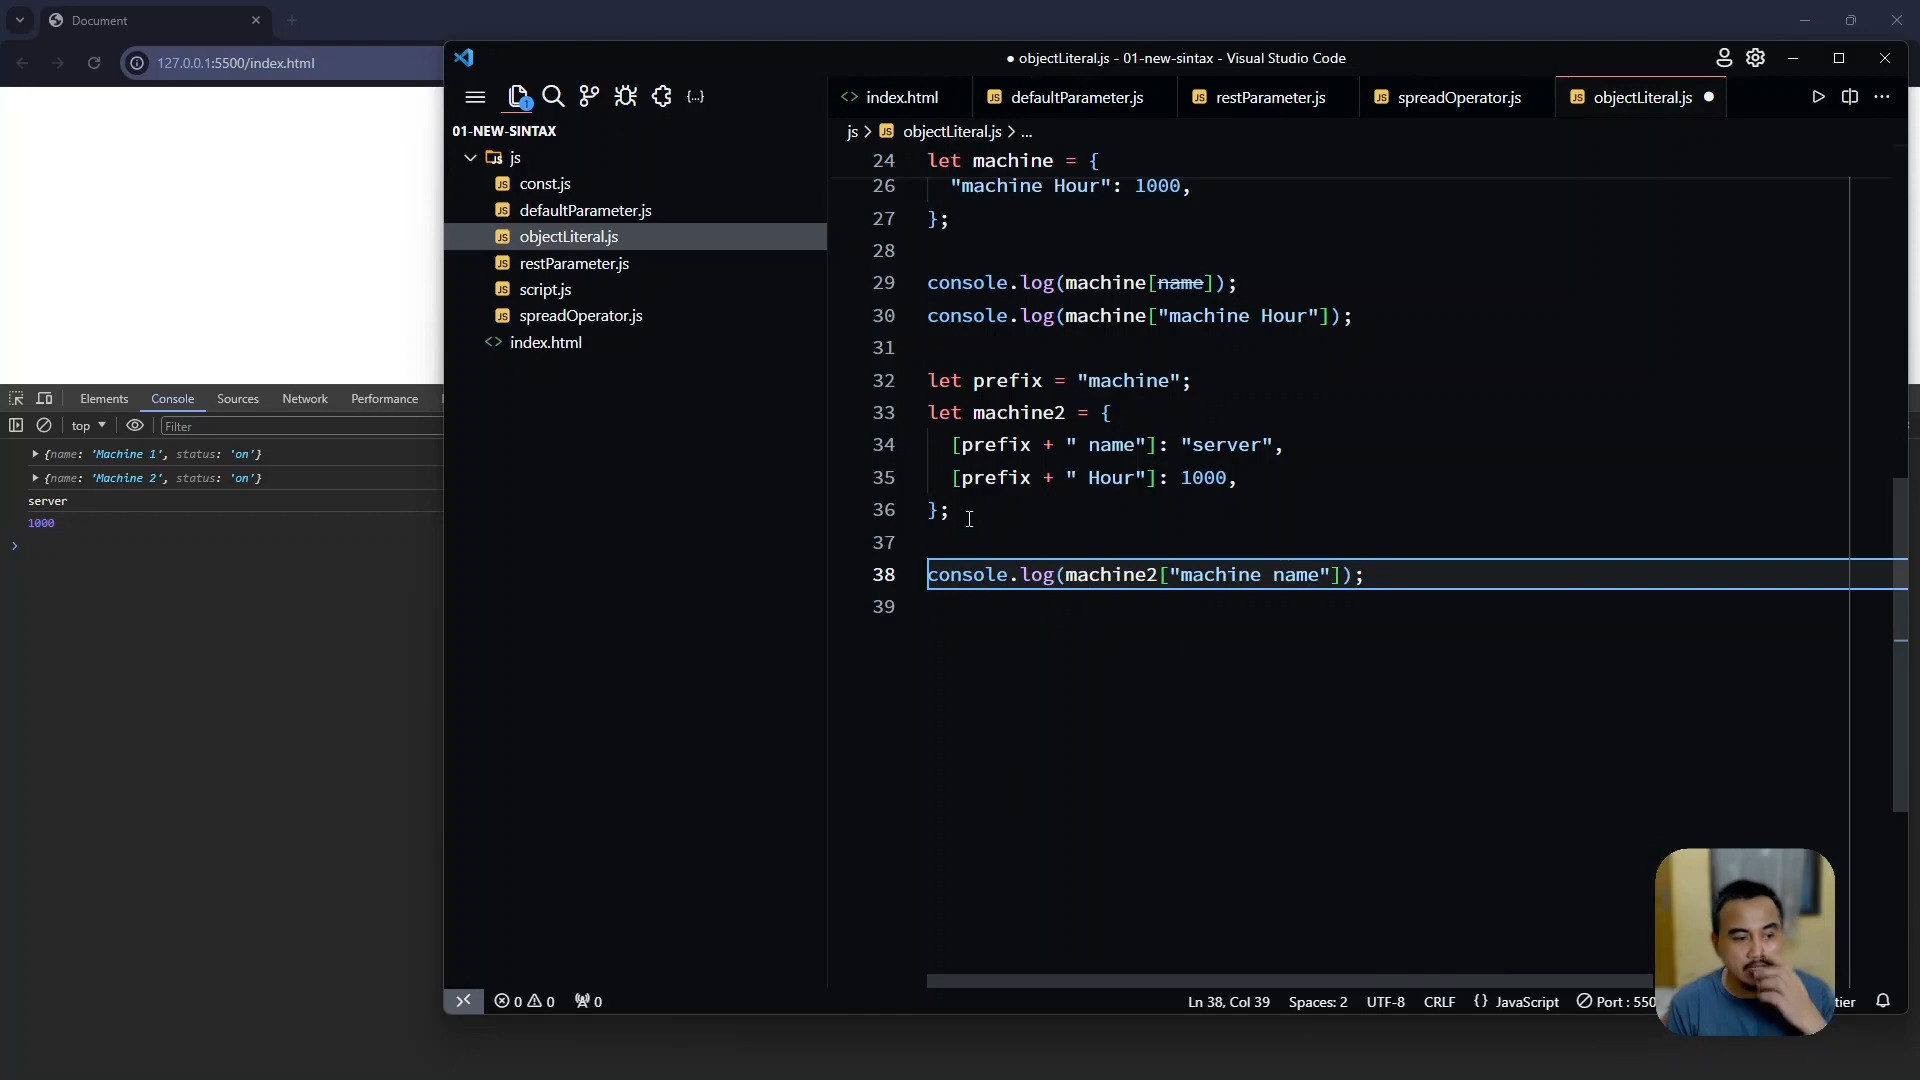 Document
127.0.0.1:5500/index.html
objectLiteral.js - 01-new-sintax - Visual Studio Code
index.html
defaultParameter.js
restParameter.js
spreadOperator.js
objectLiteral.js
js > objectLiteral.js > ...
01-NEW-SINTAX
js
const.js
defaultParameter.js
objectLiteral.js
restParameter.js
script.js
spreadOperator.js
index.html
24 let machine = {
26 "machine Hour": 1000,
27 };
28
29 console.log(machine[name]);
30 console.log(machine["machine Hour"]);
31
32 let prefix = "machine";
33 let machine2 = {
34 [prefix + " name"]: "server",
35 [prefix + " Hour"]: 1000,
36 };
37
38 console.log(machine2["machine name"]);
39
Elements Console Sources Network Performance
top Filter
{name: 'Machine 1', status: 'on'}
{name: 'Machine 2', status: 'on'}
server
1000
0 0 0 Ln 38, Col 39 Spaces: 2 UTF-8 CRLF {} JavaScript Port : 550 tier